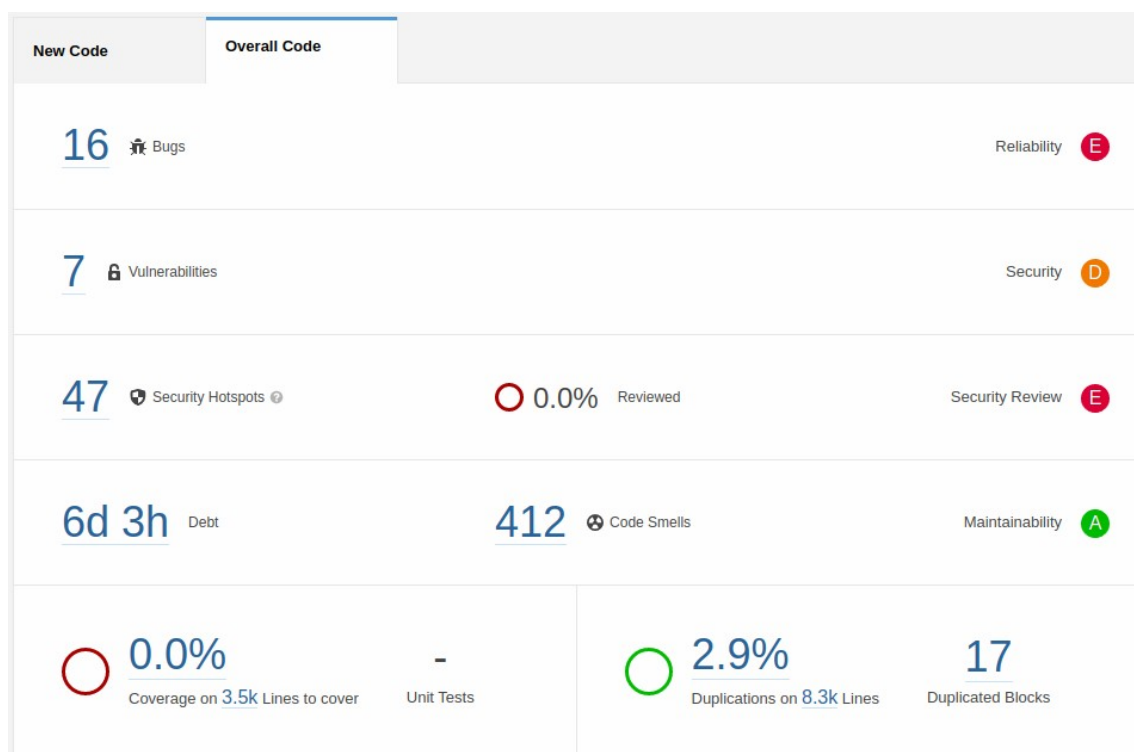 New Code
Overall Code
16 Bugs
Reliability E
7 Vulnerabilities
Security D
47 Security Hotspots ?
0.0% Reviewed
Security Review E
6d 3h Debt
412 Code Smells
Maintainability A
0.0%
Coverage on 3.5k Lines to cover
-
Unit Tests
2.9%
Duplications on 8.3k Lines
17
Duplicated Blocks